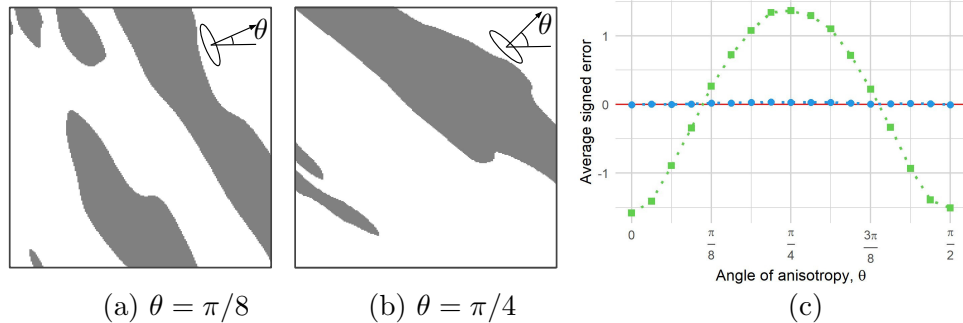 θ
θ
1
0
-1
Average signed error
0
π/8
π/4
3π/8
π/2
Angle of anisotropy, θ
(a) θ = π/8
(b) θ = π/4
(c)